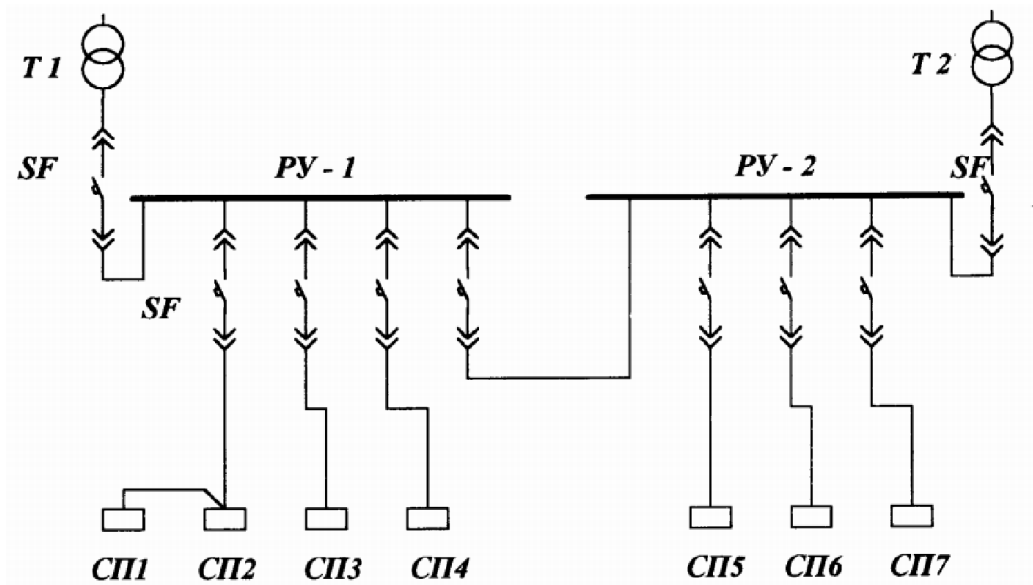 Т 1
Т 2
SF
РУ - 1
РУ - 2
SF
SF
СП1
СП2
СП3
СП4
СП5
СП6
СП7